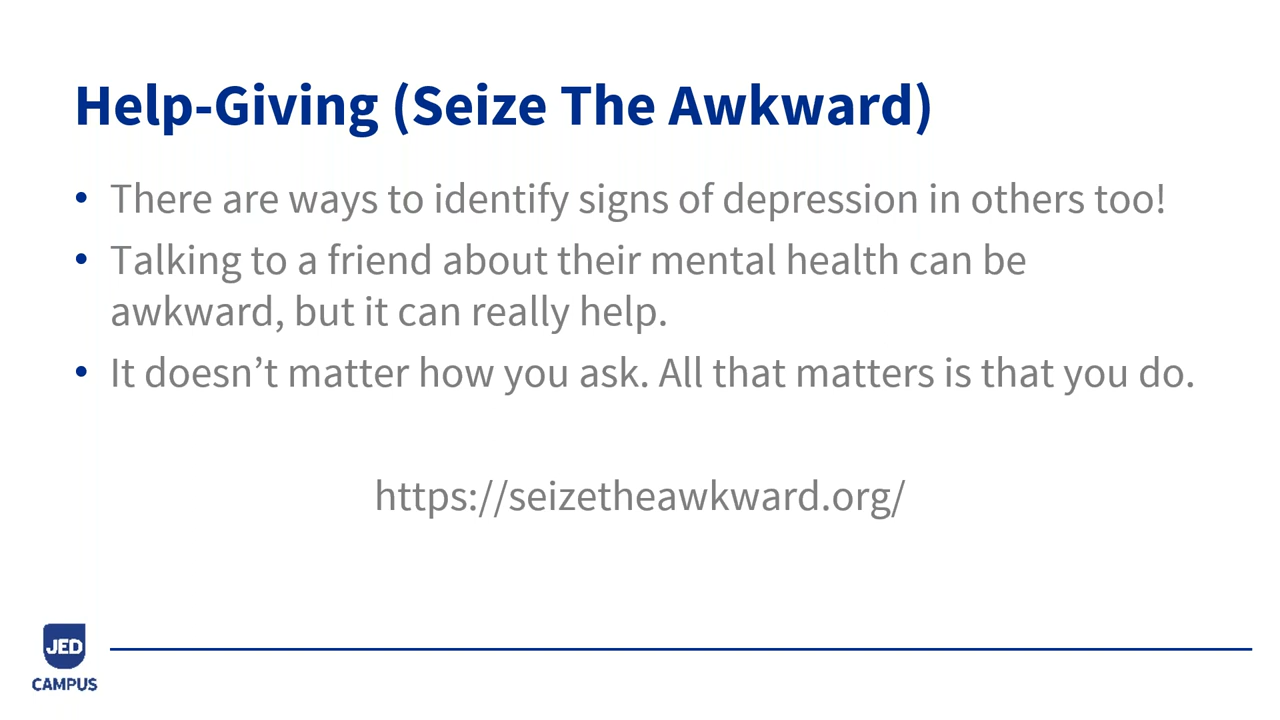 Help-Giving (Seize The Awkward)
• There are ways to identify signs of depression in others too!
• Talking to a friend about their mental health can be
awkward, but it can really help.
• It doesn’t matter how you ask. All that matters is that you do.
https://seizetheawkward.org/
JED
CAMPUS